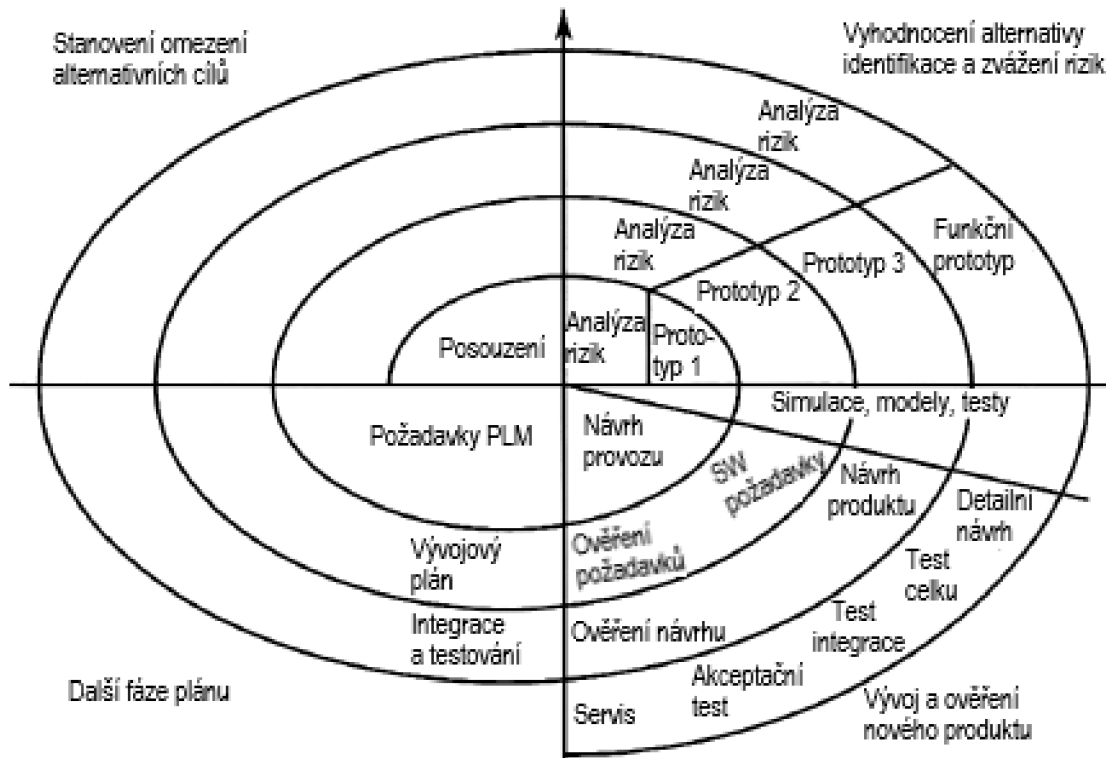 Stanovení omezení
alternativních cílů
Vyhodnocení alternativy
identifikace a zvážení rizik
Analýza
rizik
Analýza
rizik
Analýza
rizik
Funkční
prototyp
Prototyp 3
Prototyp 2
Posouzení
Analýza
rizik
Proto-
typ 1
Simulace, modely, testy
Požadavky PLM
Návrh
provozu
SW
požadavky
Návrh
produktu
Detailní
návrh
Vývojový
plán
Ověření
požadavků
Test
celku
Integrace
a testování
Ověření návrhu
Test
integrace
Další fáze plánu
Servis
Akceptační
test
Vývoj a ověření
nového produktu